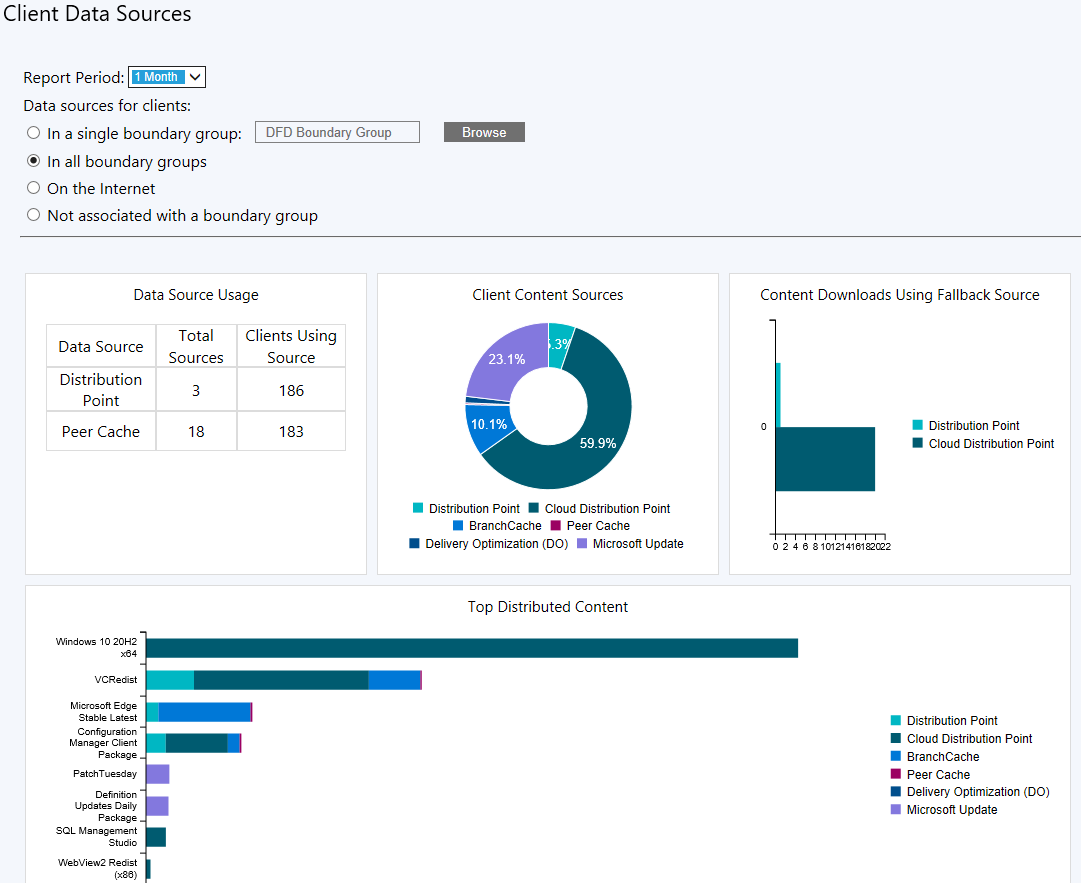 Client Data Sources
Report Period: 1 Month
Data sources for clients:
In a single boundary group: DFD Boundary Group Browse
In all boundary groups
On the Internet
Not associated with a boundary group
Data Source Usage
Data Source Total Sources Clients Using Source
Distribution Point 3 186
Peer Cache 18 183
Client Content Sources
5.3%
23.1%
10.1%
59.9%
Distribution Point Cloud Distribution Point
BranchCache Peer Cache
Delivery Optimization (DO) Microsoft Update
Content Downloads Using Fallback Source
0
Distribution Point
Cloud Distribution Point
0 2 4 6 8 10 12 14 16 18 20 22
Top Distributed Content
Windows 10 20H2
x64
VCRedist
Microsoft Edge
Stable Latest
Configuration
Manager Client
Package
PatchTuesday
Definition
Updates Daily
Package
SQL Management
Studio
WebView2 Redist
(x86)
Distribution Point
Cloud Distribution Point
BranchCache
Peer Cache
Delivery Optimization (DO)
Microsoft Update